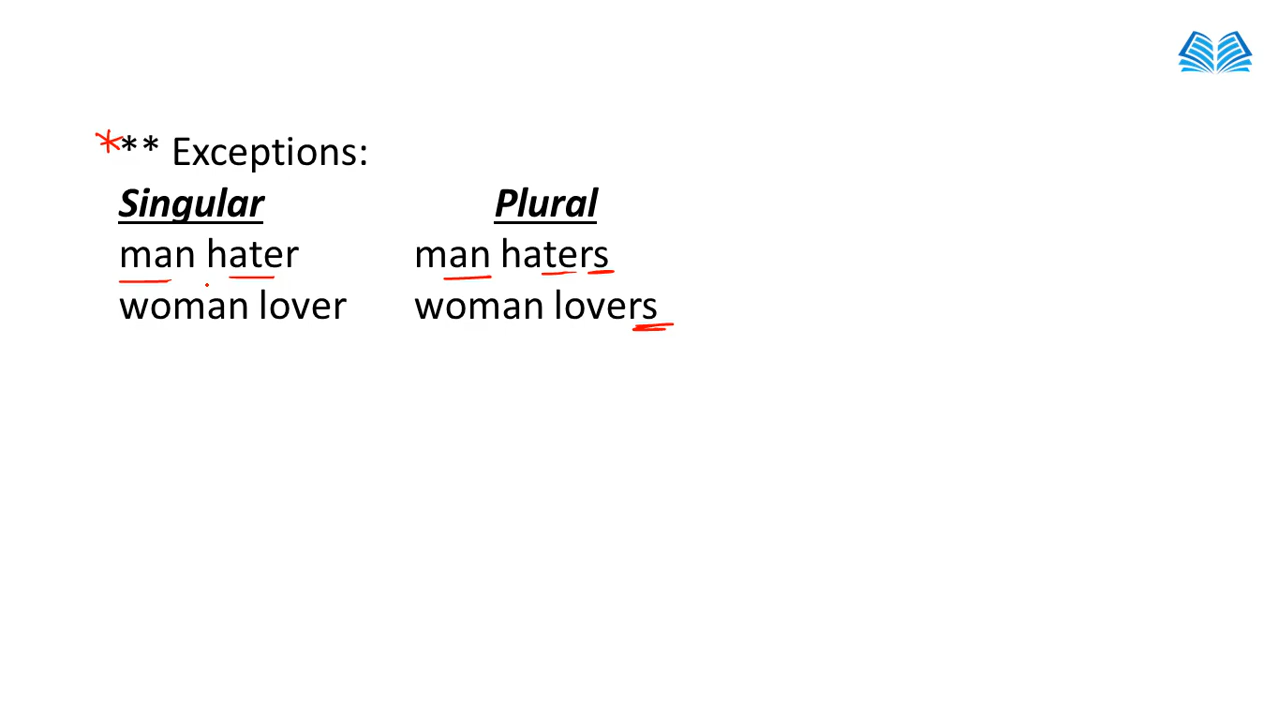 *** Exceptions:
Singular Plural
man hater man haters
woman lover woman lovers